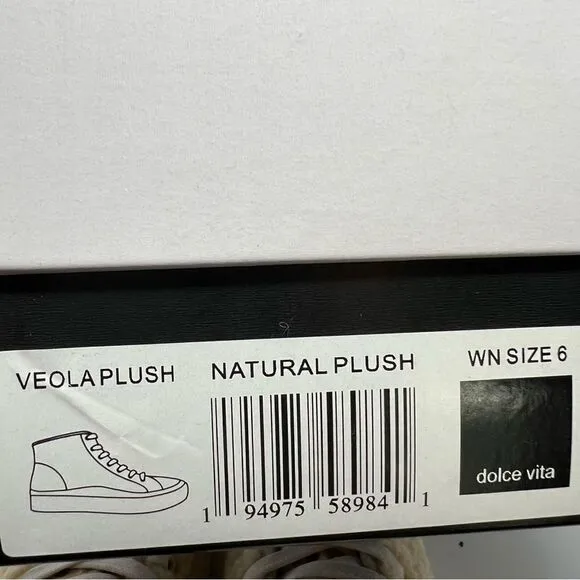 VEOLA PLUSH
NATURAL PLUSH
WN SIZE 6
dolce vita
1 94975 58984 1